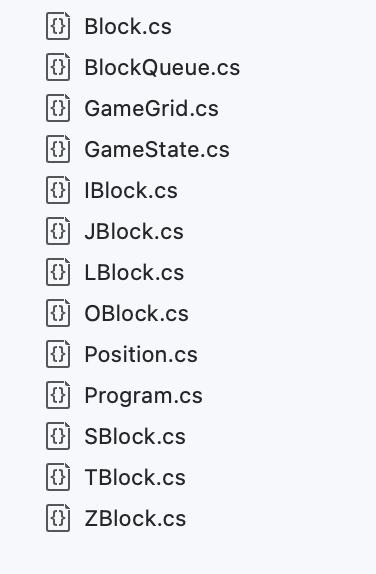 Block.cs
BlockQueue.cs
GameGrid.cs
GameState.cs
IBlock.cs
JBlock.cs
LBlock.cs
OBlock.cs
Position.cs
Program.cs
SBlock.cs
TBlock.cs
ZBlock.cs